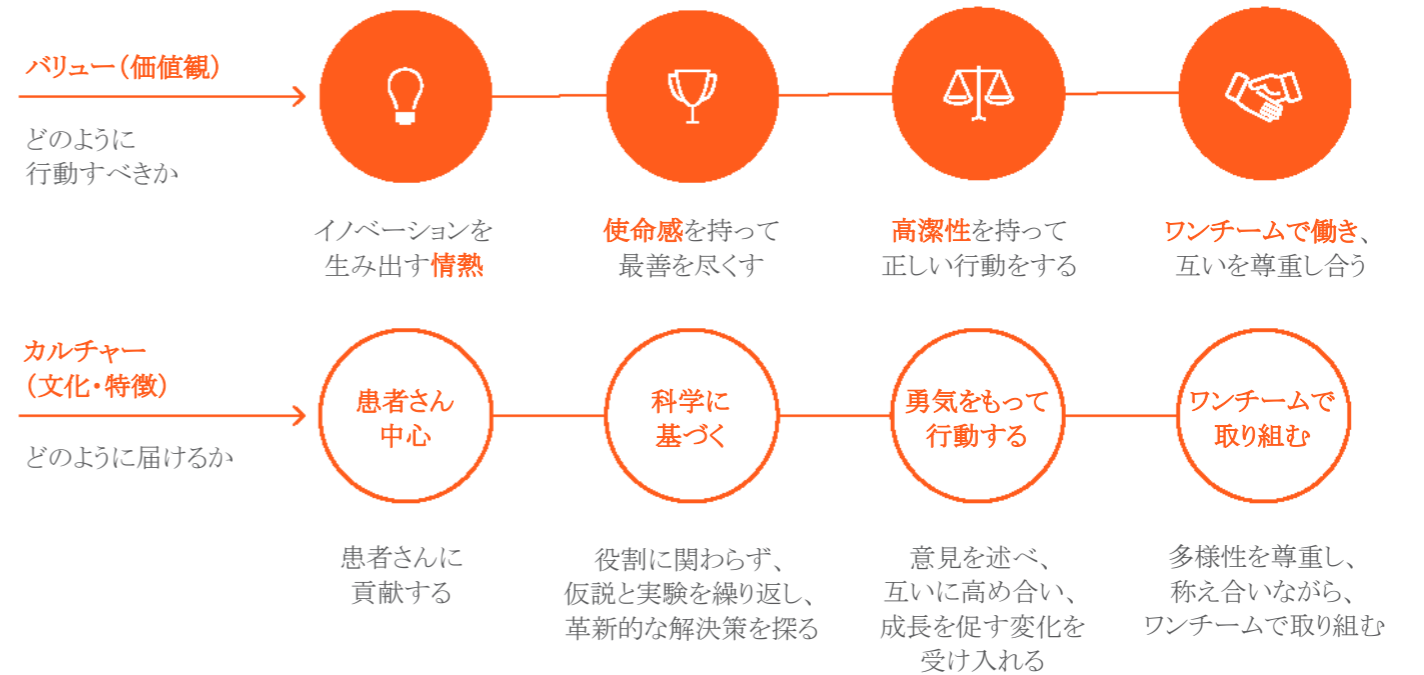 バリュー（価値観）
どのように
行動すべきか
イノベーションを
生み出す情熱
使命感を持って
最善を尽くす
高潔性を持って
正しい行動をする
ワンチームで働き、
互いを尊重し合う
カルチャー
（文化・特徴）
どのように届けるか
患者さん
中心
科学に
基づく
勇気をもって
行動する
ワンチームで
取り組む
患者さんに
貢献する
役割に関わらず、
仮説と実験を繰り返し、
革新的な解決策を探る
意見を述べ、
互いに高め合い、
成長を促す変化を
受け入れる
多様性を尊重し、
称え合いながら、
ワンチームで取り組む